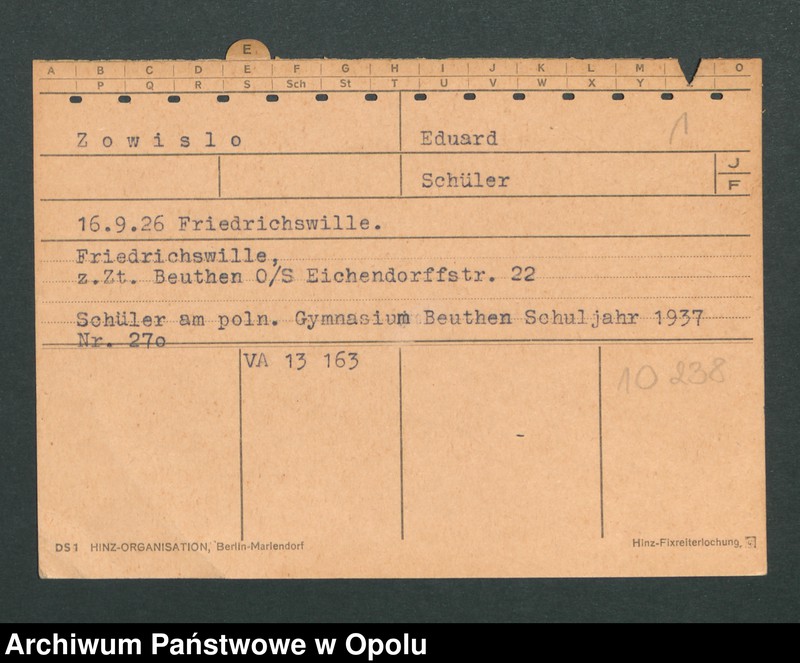 E
A B C D E F G H I J K L M O
P Q R S Sch St T U V W X Y
Z o w i s l o Eduard 1
Schüler J
F
16.9.26 Friedrichswille.
Friedrichswille,
z.Zt. Beuthen O/S Eichendorffstr. 22
Schüler am poln. Gymnasium Beuthen Schuljahr 1937
Nr. 27o
VA 13 163
10 238
DS1 HINZ-ORGANISATION, Berlin-Mariendorf Hinz-Fixreiterlochung
Archiwum Państwowe w Opolu